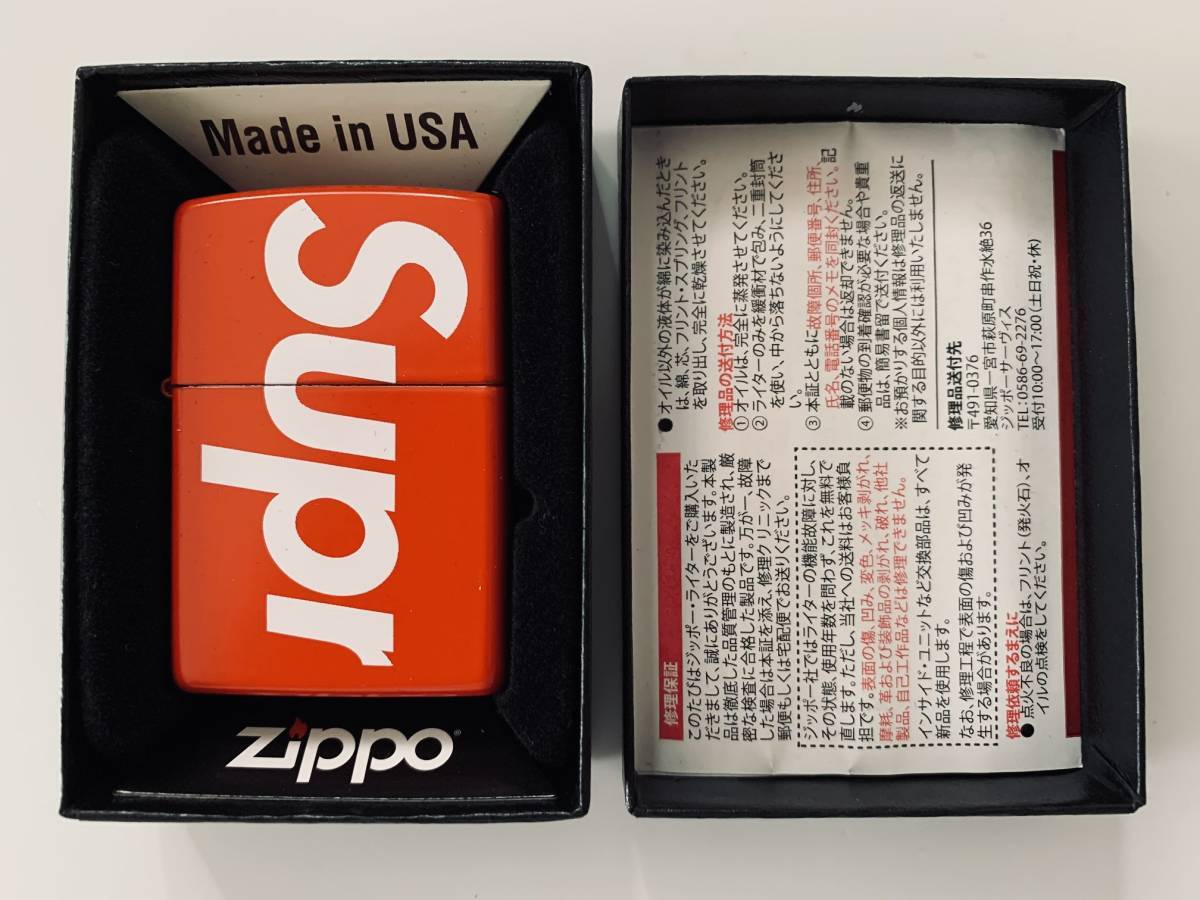 Made in USA
Supr
zippo
修理保証
このたびはジッポー・ライターをご購入いた
だきまして、誠にありがとうございます。本製
品は徹底した品質管理のもとに製造され、厳
密な検査に合格した製品です。万が一、故障
した場合は本証を添え、修理クリニックまで
郵便もしくは宅配便でお送りください。
ジッポー社ではライターの機能故障に対し、
その状態、使用年数を問わず、これを無料で
直します。ただし、当社への送料はお客様負
担です。表面の傷、凹み、変色、メッキ剥がれ、
摩耗、革および装飾品の剥がれ、破れ、他社
製品、自己工作品などは修理できません。
インサイド・ユニットなど交換部品は、すべて
新品を使用します。
なお、修理工程で表面の傷および凹みが発
生する場合があります。
修理依頼するまえに
● 点火不良の場合は、フリント(発火石)、オ
イルの点検をしてください。
● オイル以外の液体が綿に染み込んだとき
は、綿、芯、フリント・スプリング、フリント
を取り出し、完全に乾燥させてください。
修理品の送付方法
① オイルは、完全に蒸発させてください。
② ライターのみを緩衝材で包み、二重封筒
を使い、中から落ちないようにしてくださ
い。
③ 本証とともに故障個所、郵便番号、住所、
氏名、電話番号のメモを同封ください。記
載のない場合は返却できません。
④ 郵便物の到着確認が必要な場合や貴重
品は、簡易書留で送付ください。
※お預かりする個人情報は修理品の返送に
関する目的以外には利用いたしません。
修理品送付先
〒491-0376
愛知県一宮市萩原町串作水絶36
ジッポーサーヴィス
TEL:0586-69-2276
受付10:00～17:00(土日祝・休)